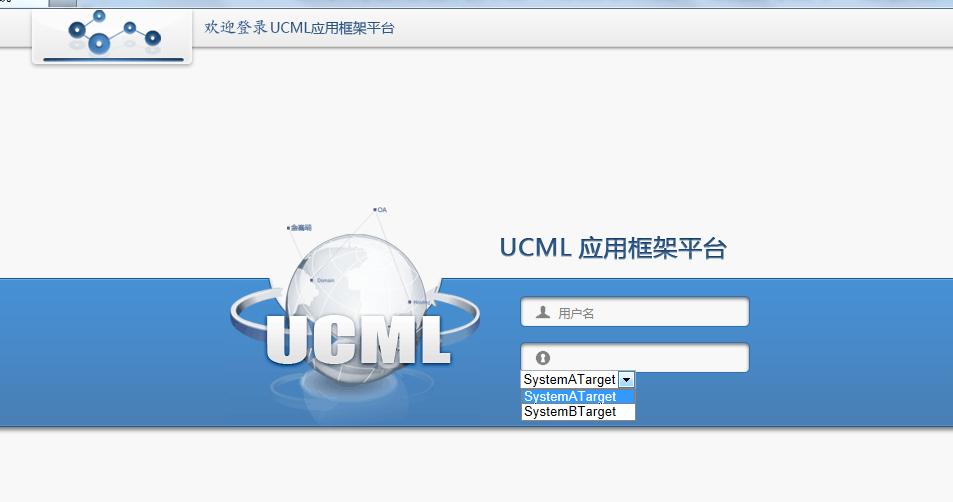 欢迎登录UCML应用框架平台
OA
Domain
UCML
UCML 应用框架平台
用户名
SystemATarget
SystemATarget
SystemBTarget